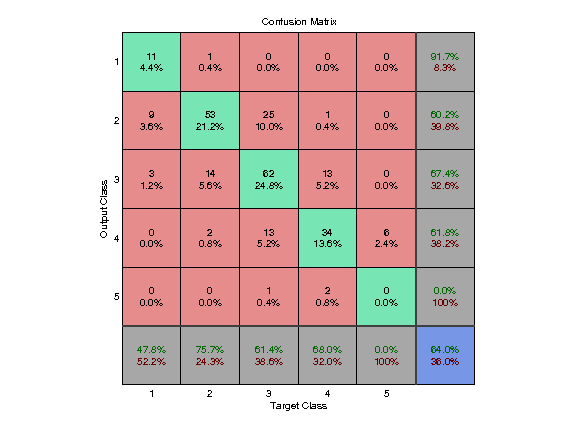 Confusion Matrix
1 11 1 0 0 0 91.7%
4.4% 0.4% 0.0% 0.0% 0.0% 8.3%
2 9 53 25 1 0 60.2%
3.6% 21.2% 10.0% 0.4% 0.0% 39.8%
3 3 14 62 13 0 67.4%
1.2% 5.6% 24.8% 5.2% 0.0% 32.6%
4 0 2 13 34 6 61.8%
0.0% 0.8% 5.2% 13.6% 2.4% 38.2%
5 0 0 1 2 0 0.0%
0.0% 0.0% 0.4% 0.8% 0.0% 100%
47.8% 75.7% 61.4% 68.0% 0.0% 64.0%
52.2% 24.3% 38.6% 32.0% 100% 36.0%
1 2 3 4 5
Target Class
Output Class